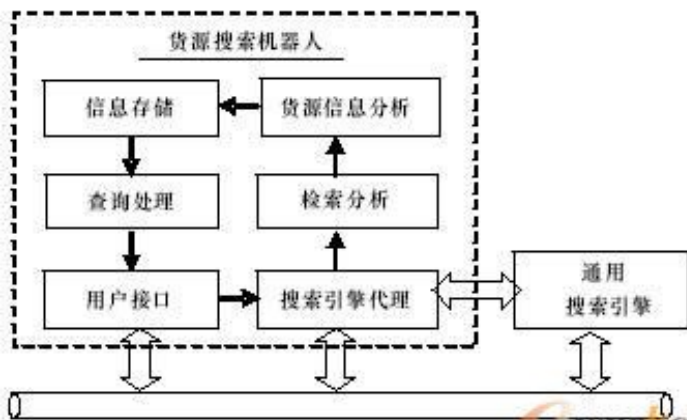 货源搜索机器人
信息存储
货源信息分析
查询处理
检索分析
用户接口
搜索引擎代理
通用
搜索引擎